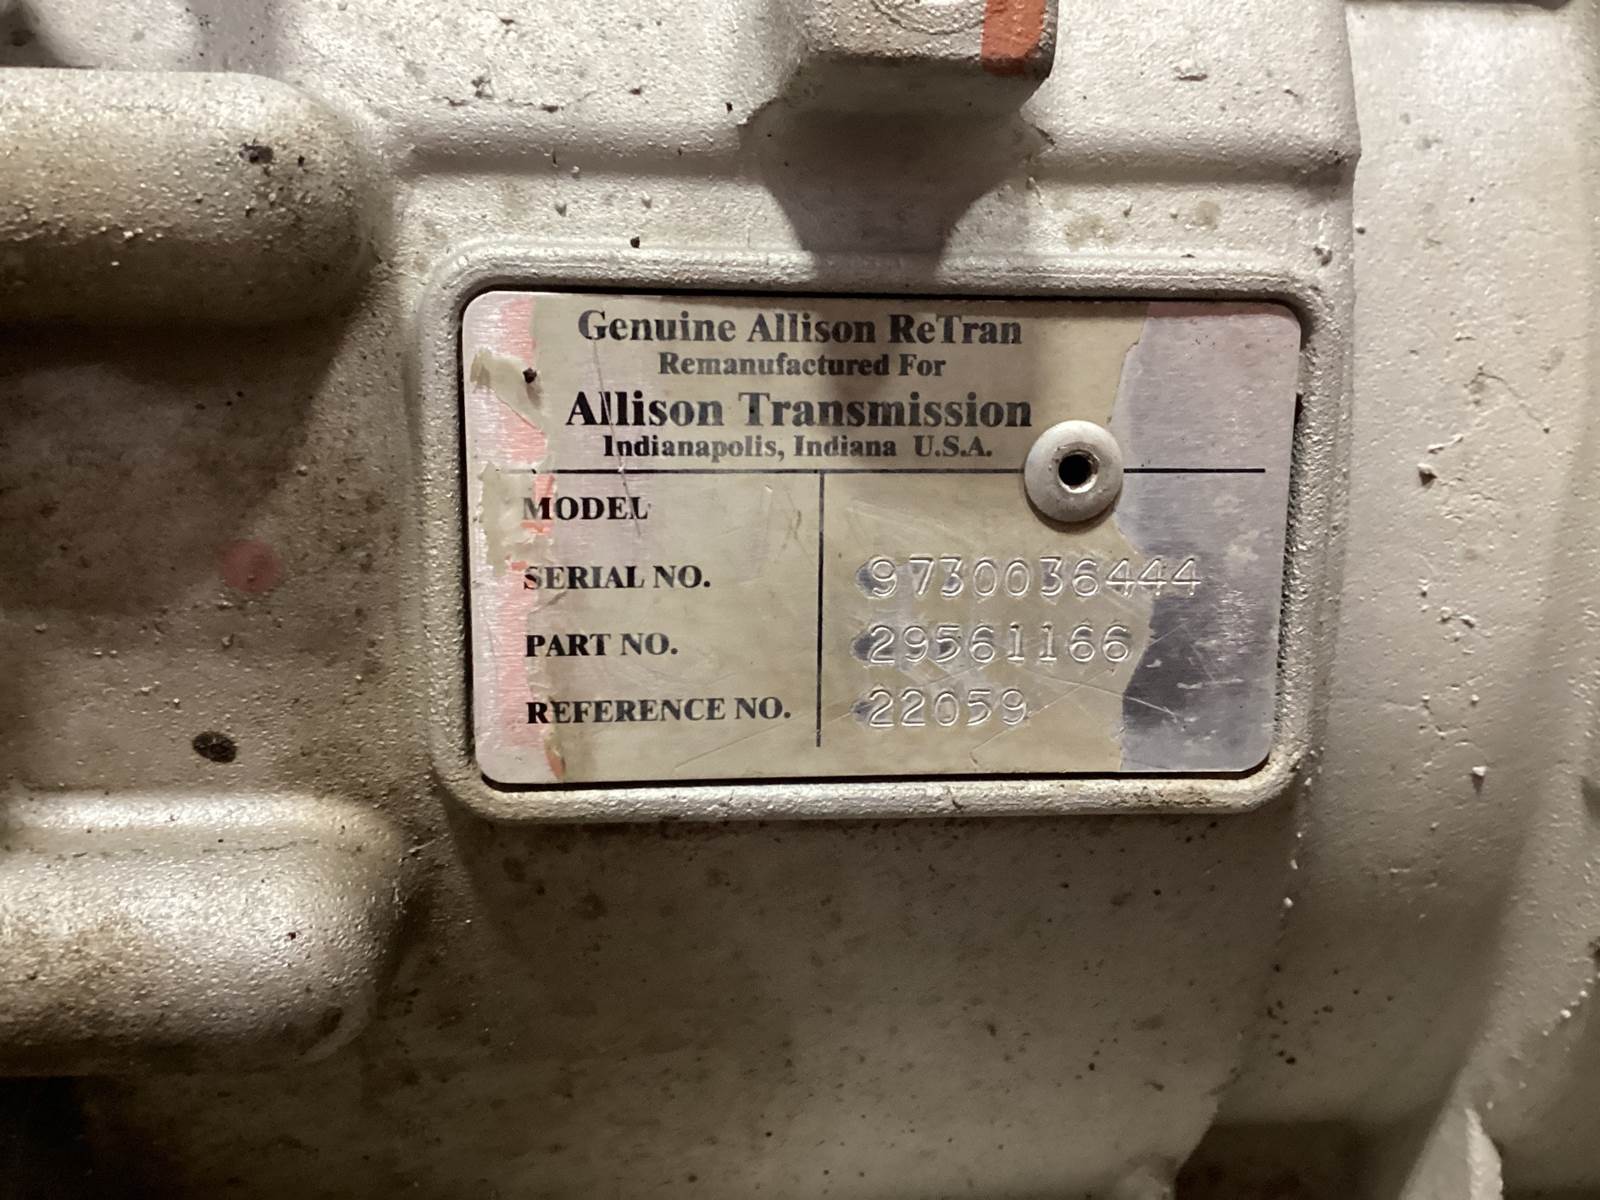 Genuine Allison ReTran
Remanufactured For
Allison Transmission
Indianapolis, Indiana U.S.A.
MODEL
SERIAL NO. 9730036444
PART NO. 29561166
REFERENCE NO. 22059